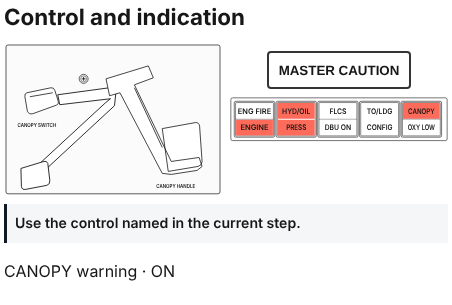 Control and indication
CANOPY SWITCH
CANOPY HANDLE
MASTER CAUTION
ENG FIRE HYD/OIL FLCS TO/LDG CANOPY
ENGINE PRESS DBU ON CONFIG OXY LOW
Use the control named in the current step.
CANOPY warning · ON